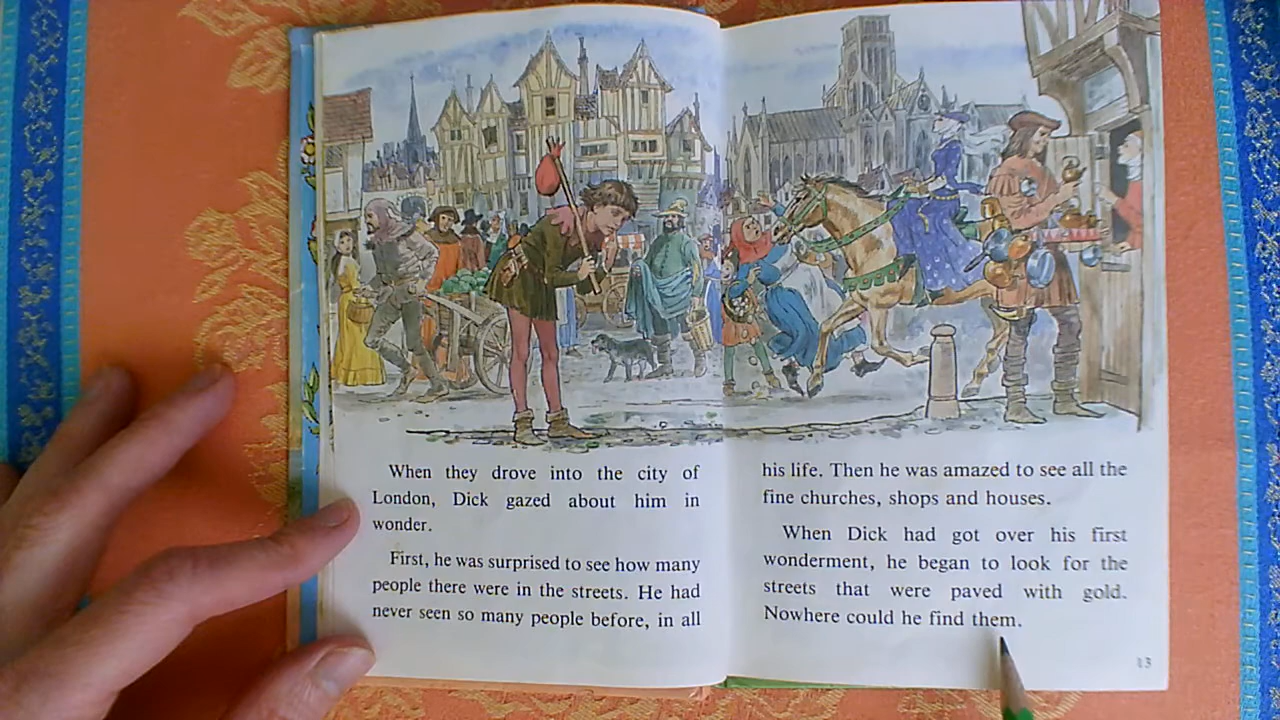 When they drove into the city of
London, Dick gazed about him in
wonder.
First, he was surprised to see how many
people there were in the streets. He had
never seen so many people before, in all
his life. Then he was amazed to see all the
fine churches, shops and houses.
When Dick had got over his first
wonderment, he began to look for the
streets that were paved with gold.
Nowhere could he find them.
13